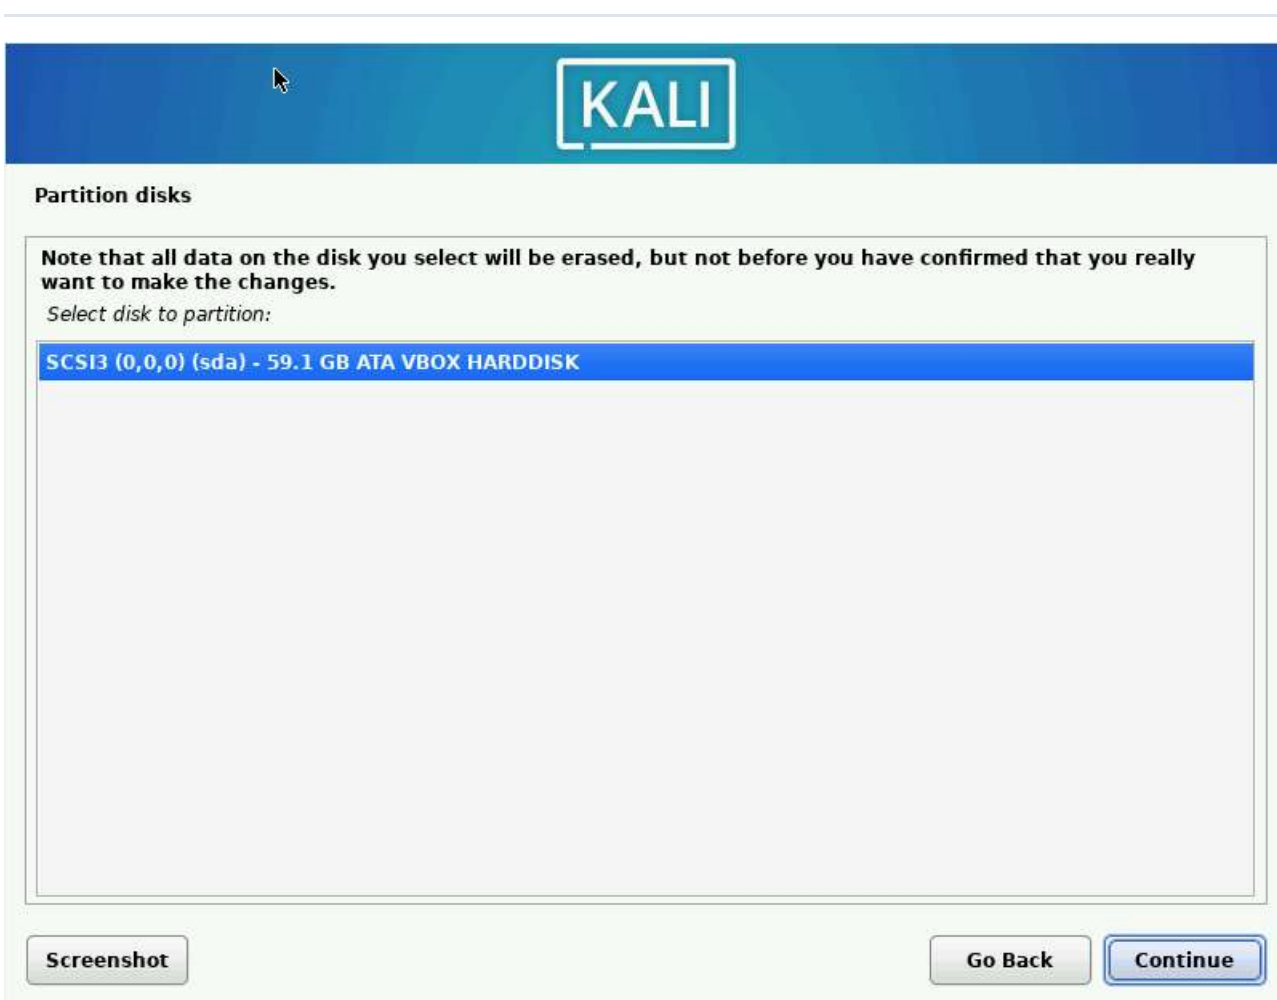 KALI
Partition disks
Note that all data on the disk you select will be erased, but not before you have confirmed that you really
want to make the changes.
Select disk to partition:
SCSI3 (0,0,0) (sda) - 59.1 GB ATA VBOX HARDDISK
Screenshot
Go Back
Continue